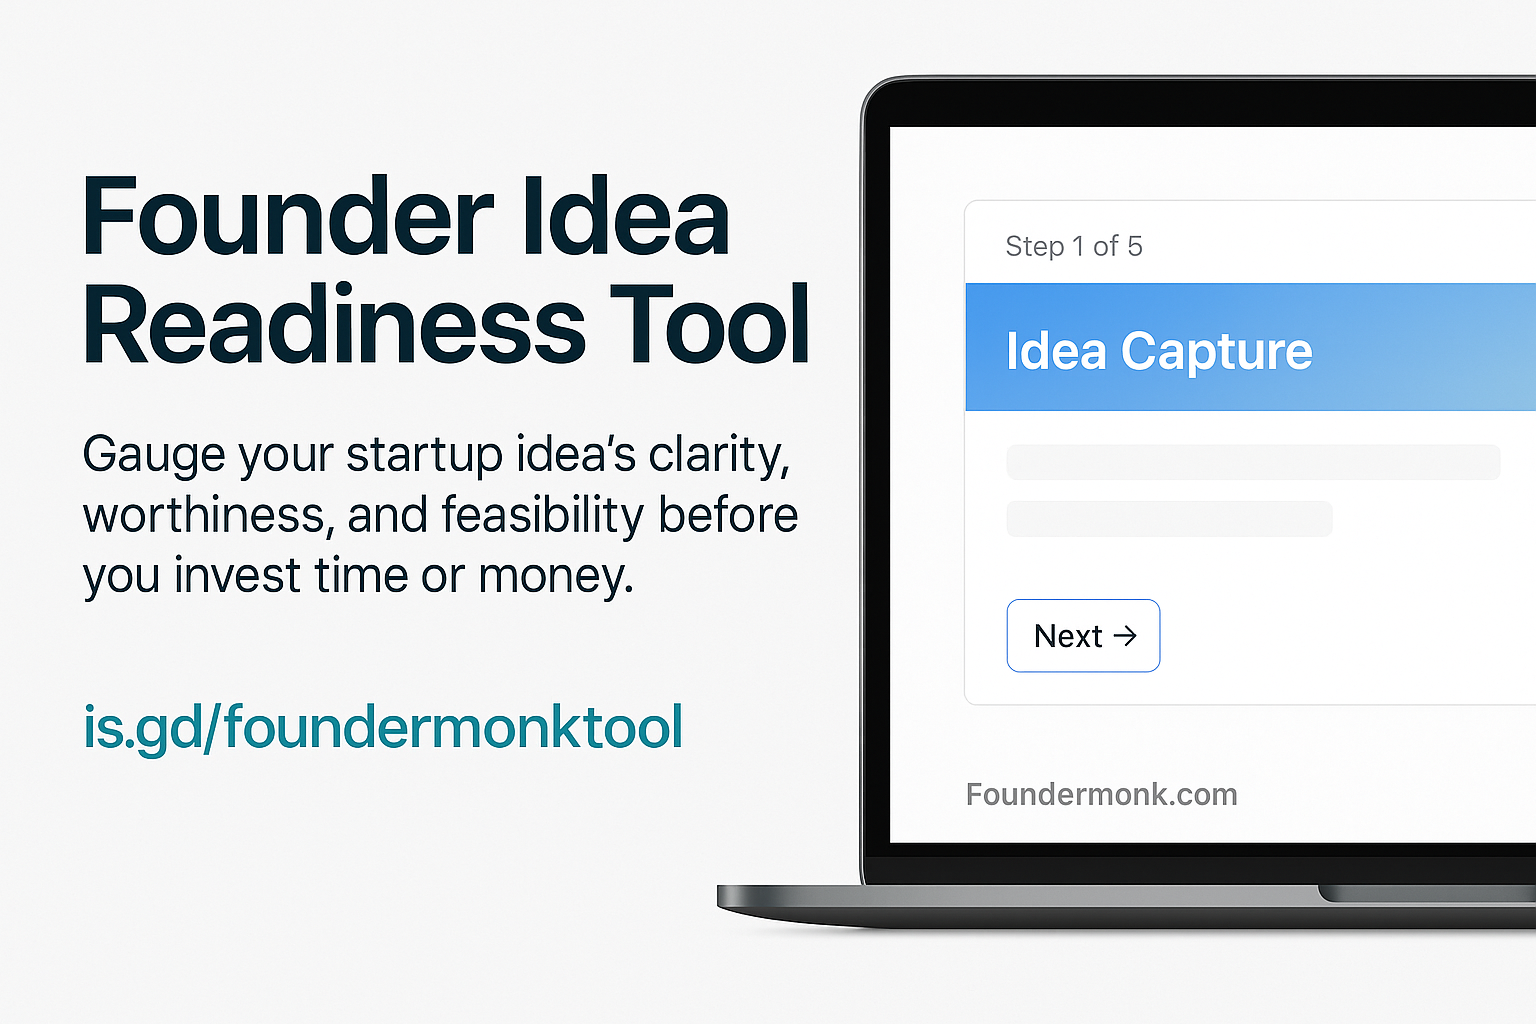 Founder Idea
Readiness Tool
Gauge your startup idea’s clarity,
worthiness, and feasibility before
you invest time or money.
is.gd/foundermonktool
Step 1 of 5
Idea Capture
Next →
Foundermonk.com